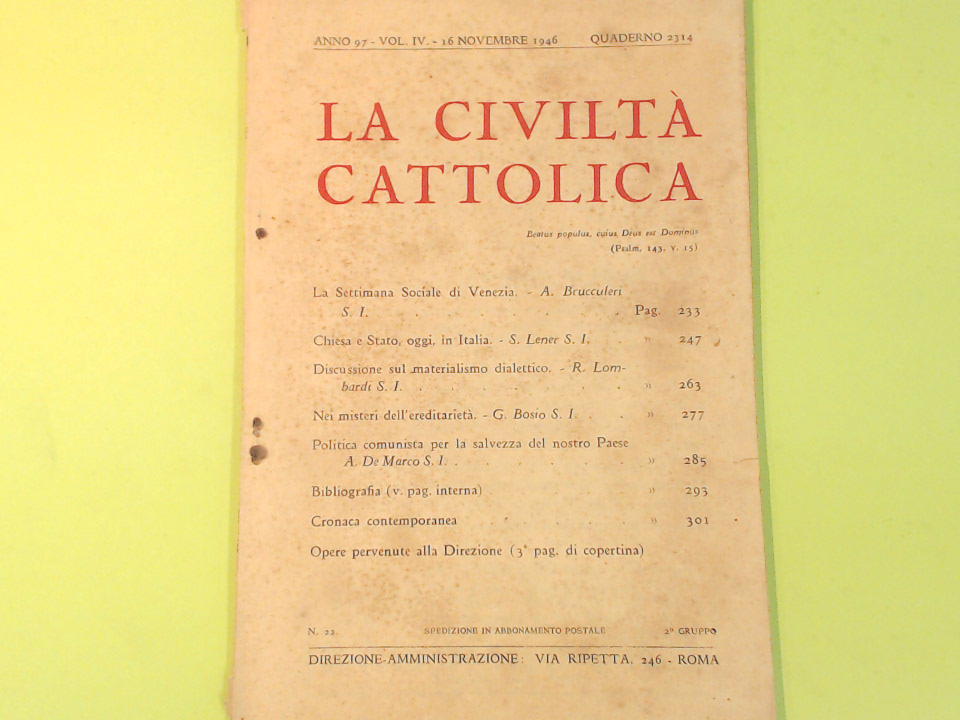 ANNO 97 - VOL. IV. - 16 NOVEMBRE 1946 QUADERNO 2314
LA CIVILTÀ
CATTOLICA
Beatus populus, cuius Deus est Dominus
(Psalm, 143, v. 15)
La Settimana Sociale di Venezia. - A. Brucculeri
S. I. . . . . . . . Pag. 233
Chiesa e Stato, oggi, in Italia. - S. Lener S. I. . » 247
Discussione sul materialismo dialettico. - R. Lom-
bardi S. I. . . . . . . . » 263
Nei misteri dell'ereditarietà. - G. Bosio S. I. . . » 277
Politica comunista per la salvezza del nostro Paese
A. De Marco S. I. . . . . . . » 285
Bibliografia (v. pag. interna) . . . . . » 293
Cronaca contemporanea . . . . . » 301
Opere pervenute alla Direzione (3ª pag. di copertina)
N. 22. SPEDIZIONE IN ABBONAMENTO POSTALE 2º GRUPPO
DIREZIONE-AMMINISTRAZIONE: VIA RIPETTA, 246 - ROMA